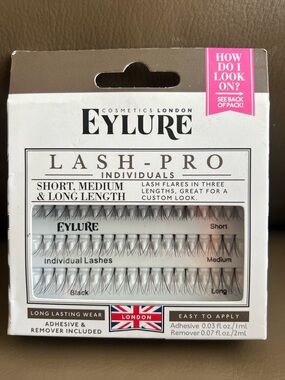 HOW
DO I
LOOK
ON?
SEE BACK
OF PACK!
COSMETICS LONDON
EYLURE
LASH-PRO
INDIVIDUALS
SHORT, MEDIUM
& LONG LENGTH
LASH FLARES IN THREE
LENGTHS, GREAT FOR A
CUSTOM LOOK.
EYLURE
Short
Individual Lashes
Medium
Black
Long
LONG LASTING WEAR
ADHESIVE &
REMOVER INCLUDED
LONDON
EASY TO APPLY
Adhesive 0.03 fl.oz/1ml
Remover 0.07 fl.oz/2ml